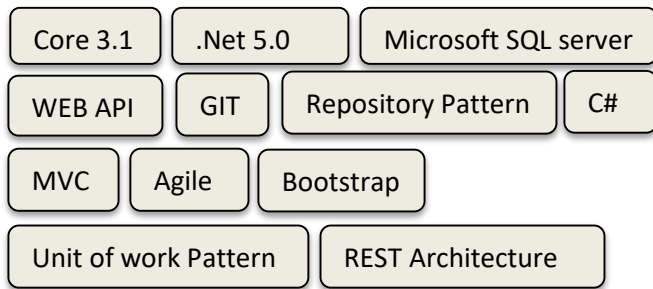 Core 3.1 .Net 5.0 Microsoft SQL server
WEB API GIT Repository Pattern C#
MVC Agile Bootstrap
Unit of work Pattern REST Architecture